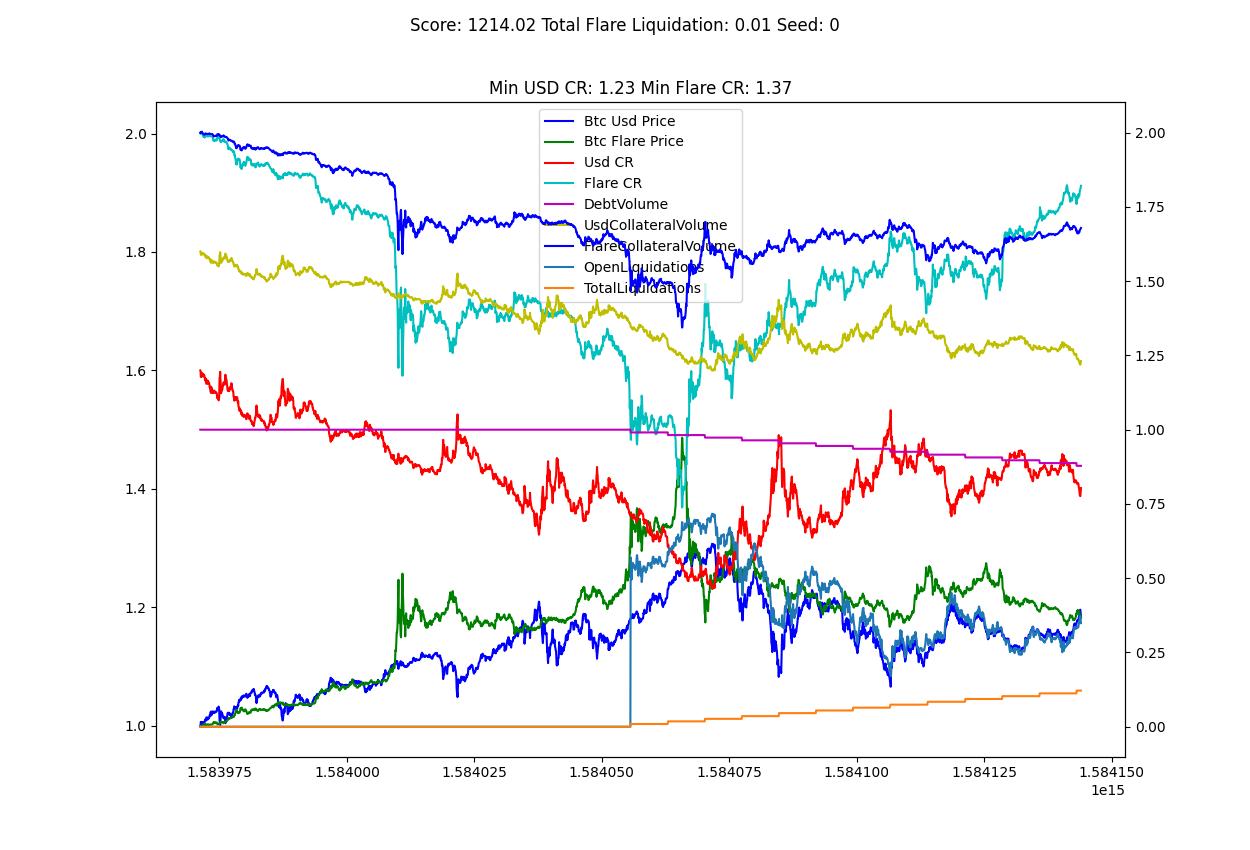 Score: 1214.02 Total Flare Liquidation: 0.01 Seed: 0
Min USD CR: 1.23 Min Flare CR: 1.37
Btc Usd Price
Btc Flare Price
Usd CR
Flare CR
DebtVolume
UsdCollateralVolume
FlareCollateralVolume
OpenLiquidations
TotalLiquidations
2.0
1.8
1.6
1.4
1.2
1.0
2.00
1.75
1.50
1.25
1.00
0.75
0.50
0.25
0.00
1.583975 1.584000 1.584025 1.584050 1.584075 1.584100 1.584125 1.584150
1e15